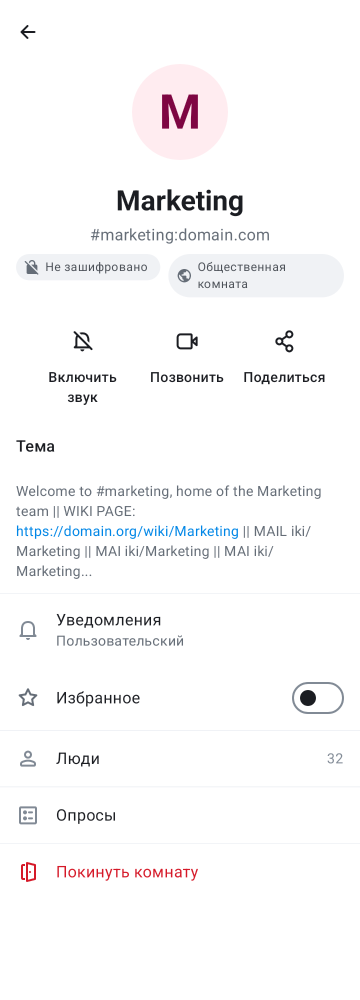 M
Marketing
#marketing:domain.com
Не зашифровано
Общественная
комната
Включить
звук
Позвонить
Поделиться
Тема
Welcome to #marketing, home of the Marketing
team || WIKI PAGE:
https://domain.org/wiki/Marketing || MAIL iki/
Marketing || MAI iki/Marketing || MAI iki/
Marketing...
Уведомления
Пользовательский
Избранное
Люди
32
Опросы
Покинуть комнату